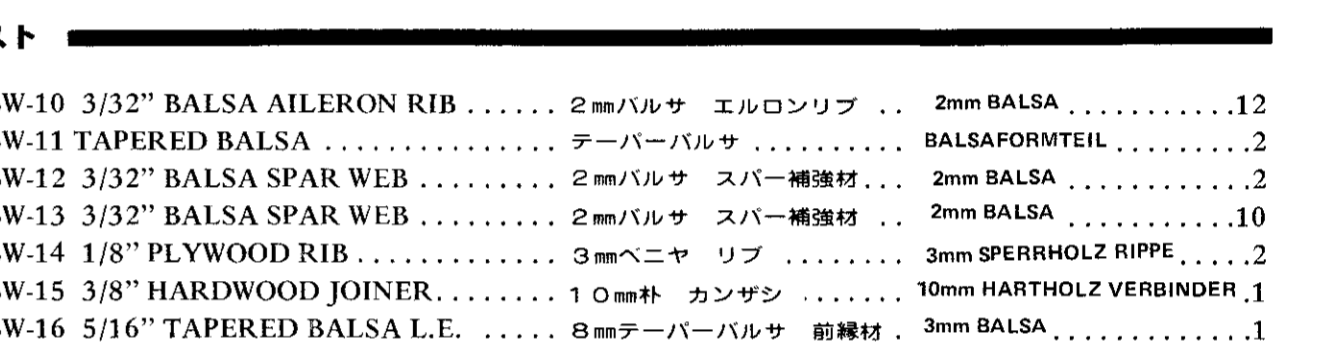 スト
W-10 3/32” BALSA AILERON RIB ...... 2㎜バルサ エルロンリブ .. 2mm BALSA ............12
W-11 TAPERED BALSA ............... テーパーバルサ .......... BALSAFORMTEIL .........2
W-12 3/32” BALSA SPAR WEB ......... 2㎜バルサ スパー補強材... 2mm BALSA ............2
W-13 3/32” BALSA SPAR WEB ......... 2㎜バルサ スパー補強材 .. 2mm BALSA ...........10
W-14 1/8” PLYWOOD RIB ............. 3㎜ベニヤ リブ ........ 3mm SPERRHOLZ RIPPE .....2
W-15 3/8” HARDWOOD JOINER........ 10㎜朴 カンザシ ....... 10mm HARTHOLZ VERBINDER .1
W-16 5/16” TAPERED BALSA L.E. ..... 8㎜テーパーバルサ 前縁材 . 3mm BALSA .............1